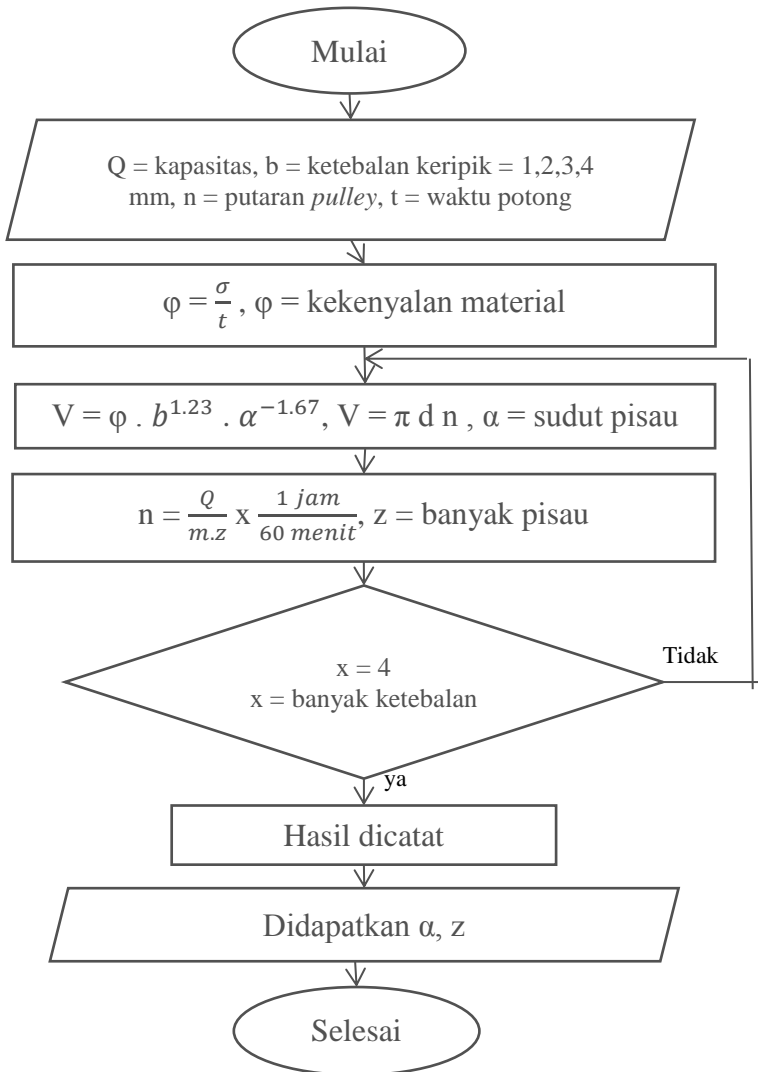 Mulai
Q = kapasitas, b = ketebalan keripik = 1,2,3,4
mm, n = putaran pulley, t = waktu potong
φ = σ/t , φ = kekenyalan material
V = φ . b^1.23 . α^−1.67, V = π d n , α = sudut pisau
n = Q/m.z x 1 jam/60 menit, z = banyak pisau
x = 4
x = banyak ketebalan
Tidak
ya
Hasil dicatat
Didapatkan α, z
Selesai